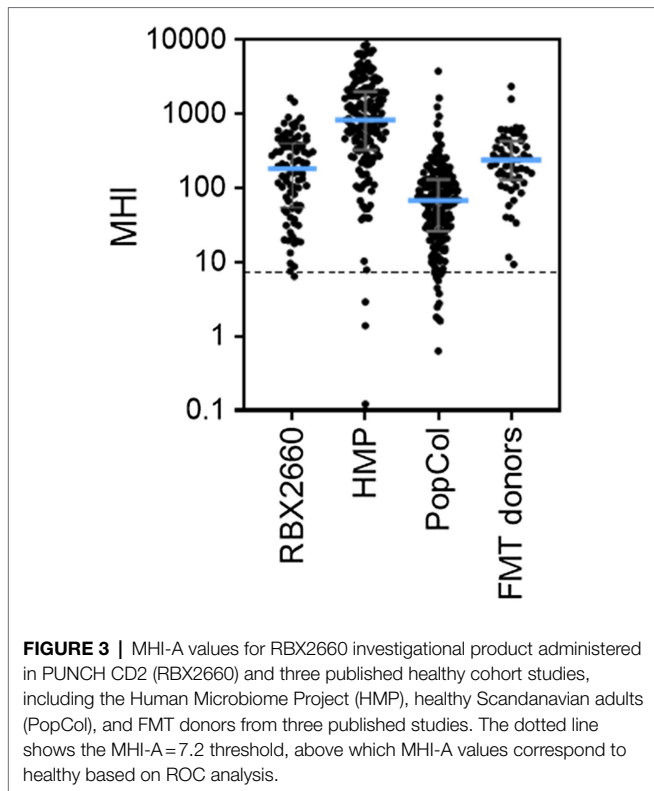 10000
1000
100
10
1
0.1
MHI
RBX2660
HMP
PopCol
FMT donors
FIGURE 3 | MHI-A values for RBX2660 investigational product administered
in PUNCH CD2 (RBX2660) and three published healthy cohort studies,
including the Human Microbiome Project (HMP), healthy Scandanavian adults
(PopCol), and FMT donors from three published studies. The dotted line
shows the MHI-A=7.2 threshold, above which MHI-A values correspond to
healthy based on ROC analysis.